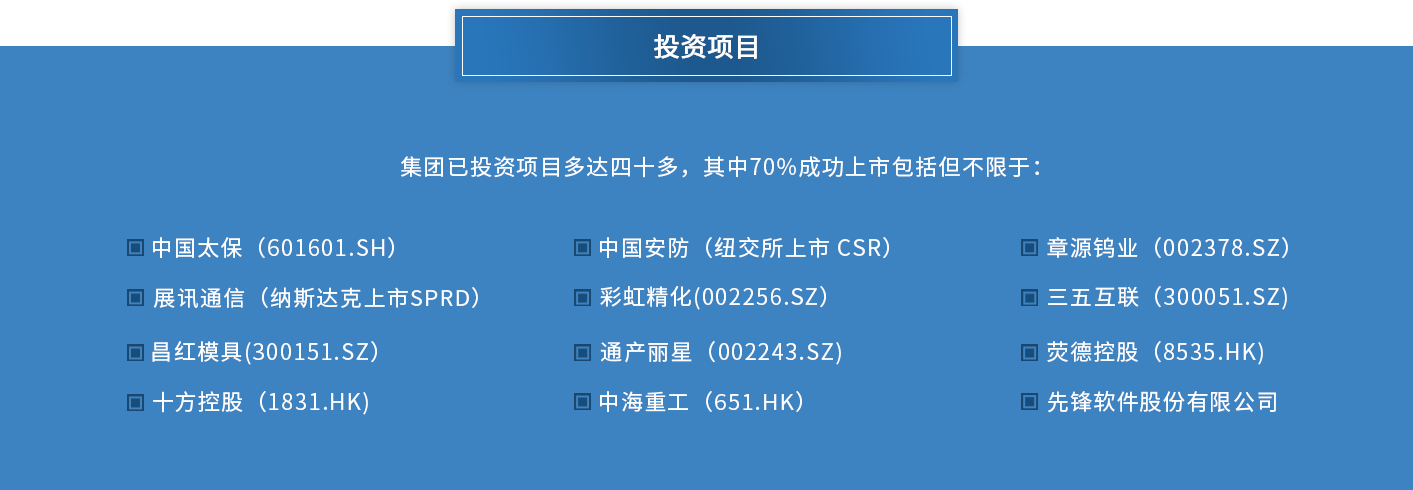 投资项目
集团已投资项目多达四十多，其中70%成功上市包括但不限于：
中国太保（601601.SH）
中国安防（纽交所上市 CSR）
章源钨业（002378.SZ）
展讯通信（纳斯达克上市SPRD）
彩虹精化(002256.SZ）
三五互联（300051.SZ)
昌红模具(300151.SZ）
通产丽星（002243.SZ)
荧德控股（8535.HK)
十方控股（1831.HK)
中海重工（651.HK）
先锋软件股份有限公司